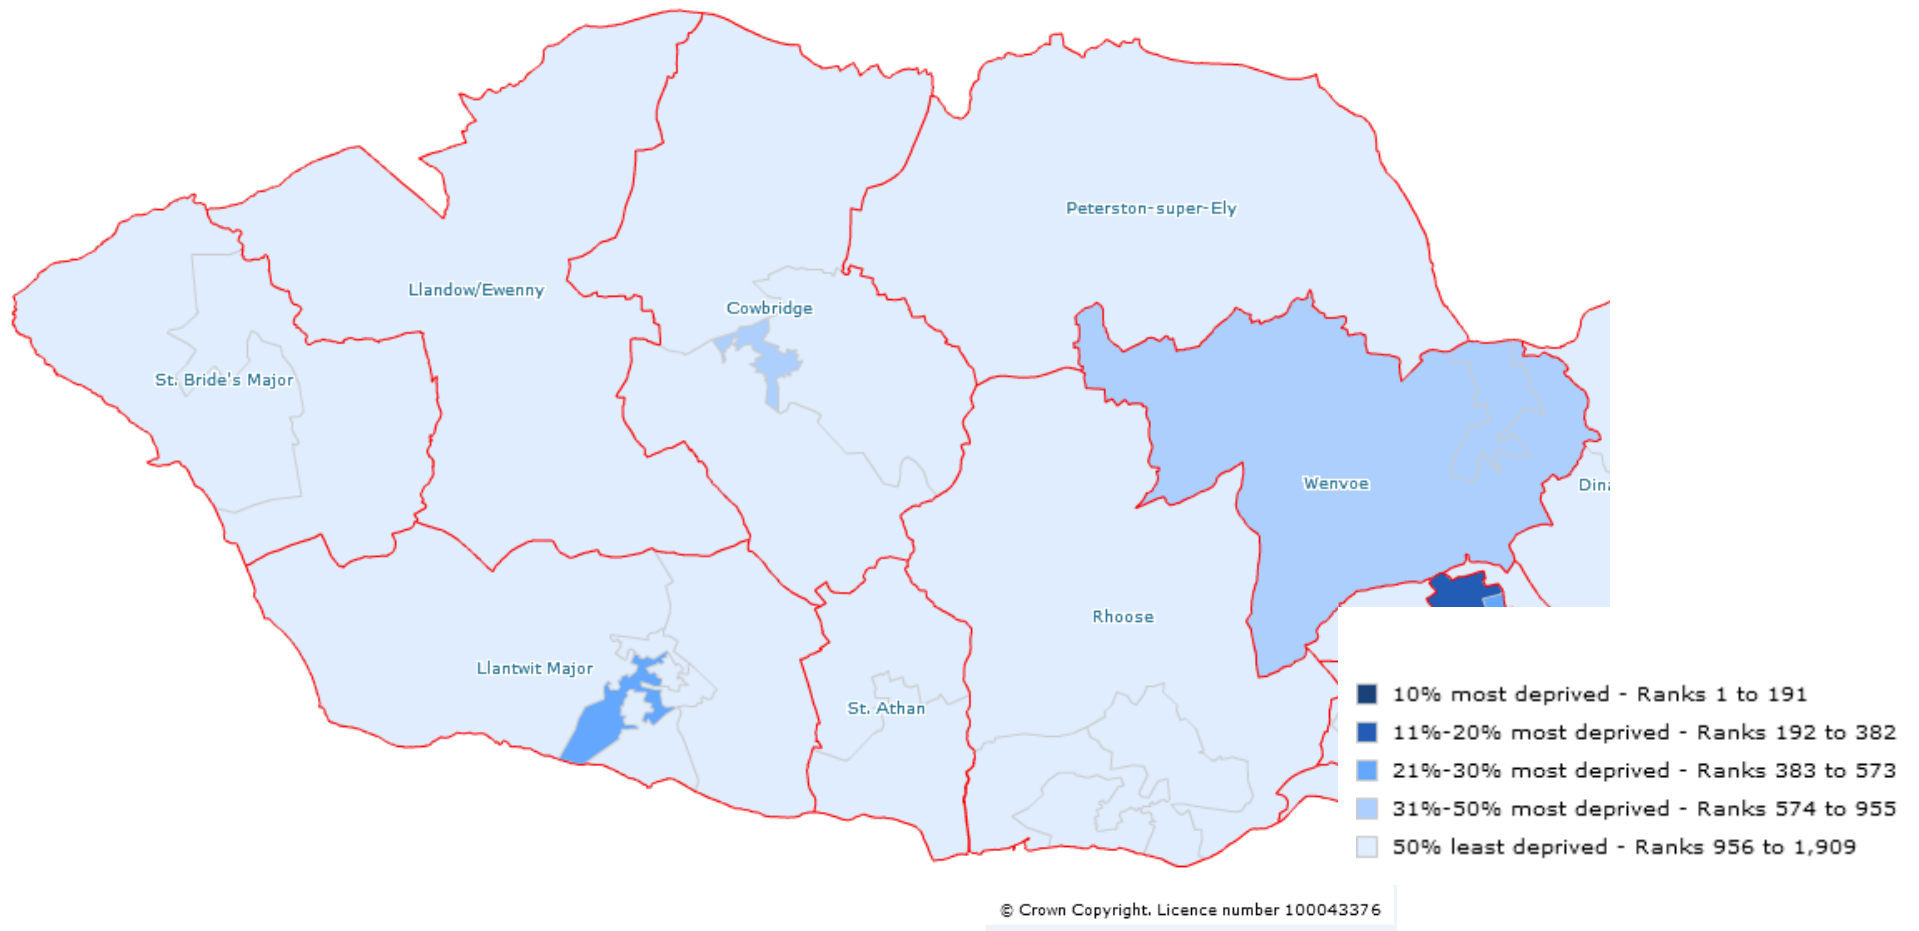 Peterston-super-Ely
Llandow/Ewenny
Cowbridge
St. Bride's Major
Wenvoe
Dina
Rhoose
Llantwit Major
St. Athan
10% most deprived - Ranks 1 to 191
11%-20% most deprived - Ranks 192 to 382
21%-30% most deprived - Ranks 383 to 573
31%-50% most deprived - Ranks 574 to 955
50% least deprived - Ranks 956 to 1,909
© Crown Copyright. Licence number 100043376